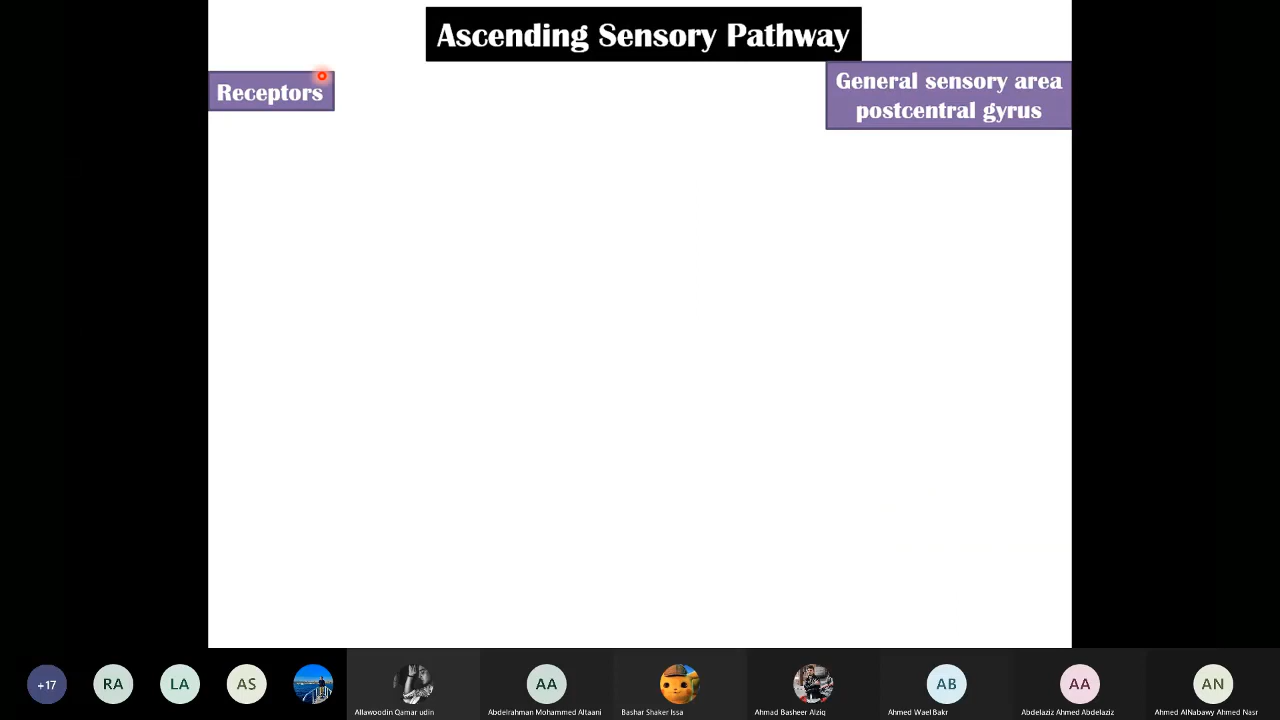 Ascending Sensory Pathway
Receptors
General sensory area
postcentral gyrus
+17
RA
LA
AS
AA
AB
AA
AN
Allawoodin Qamar udin
Abdelrahman Mohammed Altaani
Bashar Shaker Issa
Ahmad Basheer Alziq
Ahmed Wael Bakr
Abdelaziz Ahmed Abdelaziz
Ahmed AlNabawy Ahmed Nasr